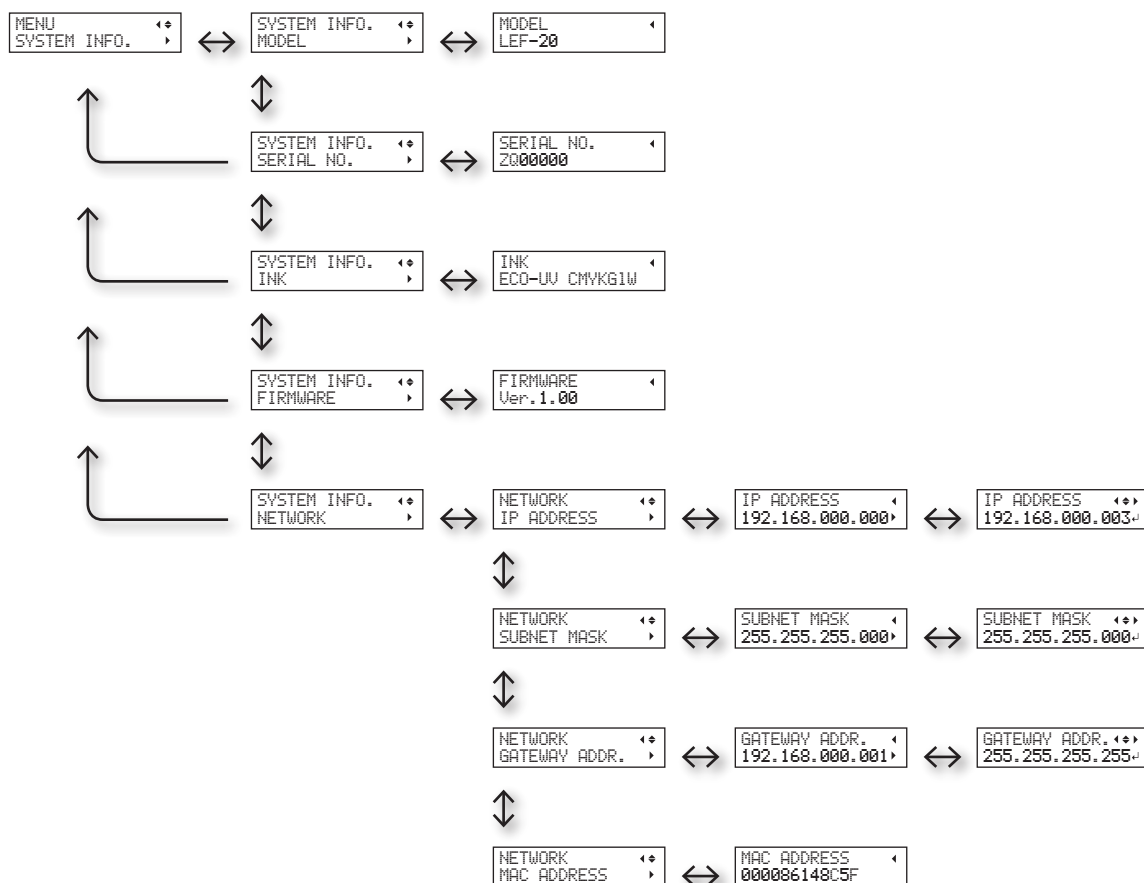 MENU
SYSTEM INFO.
SYSTEM INFO.
MODEL
MODEL
LEF-20
SYSTEM INFO.
SERIAL NO.
SERIAL NO.
ZQ00000
SYSTEM INFO.
INK
INK
ECO-UV CMYKGlW
SYSTEM INFO.
FIRMWARE
FIRMWARE
Ver.1.00
SYSTEM INFO.
NETWORK
NETWORK
IP ADDRESS
IP ADDRESS
192.168.000.000
IP ADDRESS
192.168.000.003
NETWORK
SUBNET MASK
SUBNET MASK
255.255.255.000
SUBNET MASK
255.255.255.000
NETWORK
GATEWAY ADDR.
GATEWAY ADDR.
192.168.000.001
GATEWAY ADDR.
255.255.255.255
NETWORK
MAC ADDRESS
MAC ADDRESS
000086148C5F